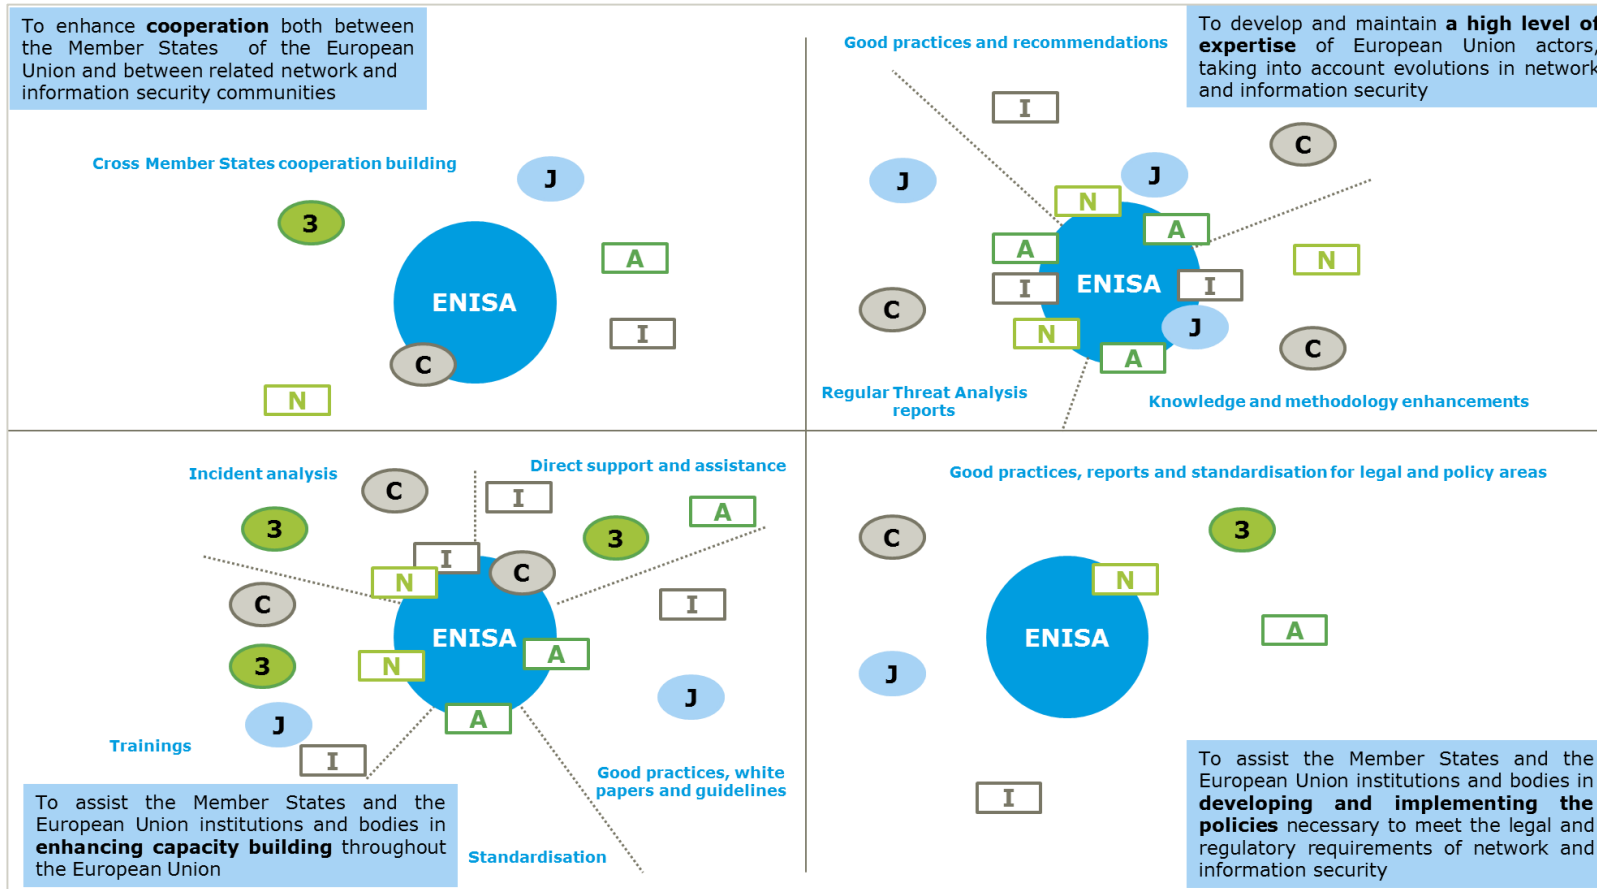 To enhance cooperation both between
the Member States of the European
Union and between related network and
information security communities
Cross Member States cooperation building
J
3
A
ENISA
I
C
N
To develop and maintain a high level of
expertise of European Union actors,
taking into account evolutions in network
and information security
Good practices and recommendations
I
C
J
J
N
A
A
N
I
ENISA
I
C
J
N
A
C
Regular Threat Analysis
reports
Knowledge and methodology enhancements
Incident analysis
Direct support and assistance
C
I
A
3
3
I
C
N
C
I
ENISA
A
3
N
J
A
J
Trainings
I
Good practices, white
papers and guidelines
Standardisation
To assist the Member States and the
European Union institutions and bodies in
enhancing capacity building throughout
the European Union
Good practices, reports and standardisation for legal and policy areas
C
3
N
A
ENISA
J
I
To assist the Member States and the
European Union institutions and bodies in
developing and implementing the
policies necessary to meet the legal and
regulatory requirements of network and
information security